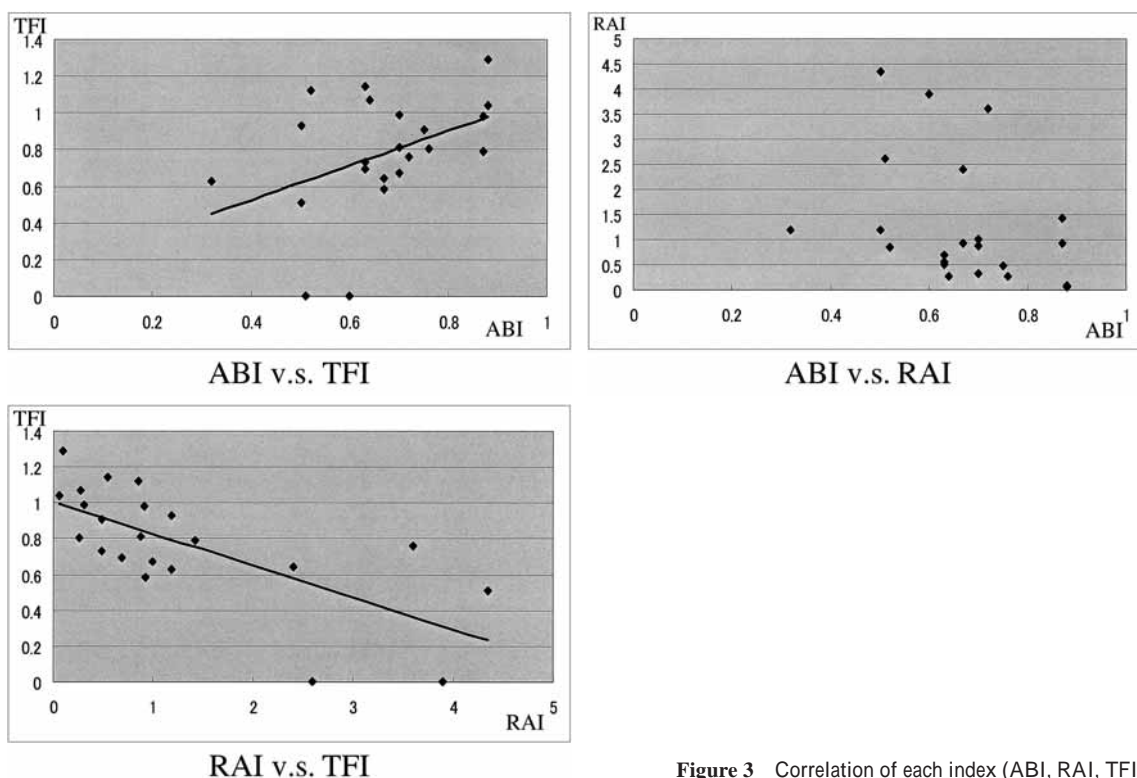 TFI
1.4
1.2
1
0.8
0.6
0.4
0.2
0
0 0.2 0.4 0.6 0.8 1
ABI
ABI v.s. TFI
RAI
5
4.5
4
3.5
3
2.5
2
1.5
1
0.5
0
0 0.2 0.4 0.6 0.8 1
ABI
ABI v.s. RAI
TFI
1.4
1.2
1
0.8
0.6
0.4
0.2
0
0 1 2 3 4 5
RAI
RAI v.s. TFI
Figure 3 Correlation of each index (ABI, RAI, TFI